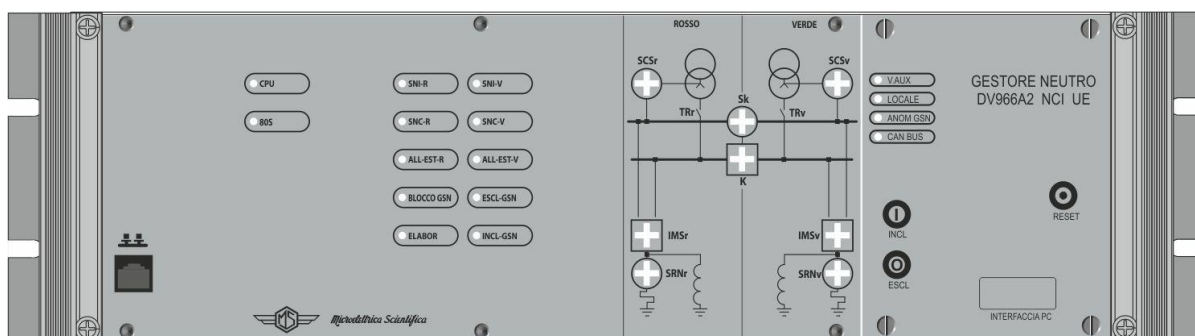 CPU
80S
SNI-R
SNI-V
SNC-R
SNC-V
ALL-EST-R
ALL-EST-V
BLOCCO GSN
ESCL-GSN
ELABOR
INCL-GSN
MS
Microelettrica Scientifica
ROSSO
VERDE
SCSr
SCSv
Sk
TRr
TRv
K
IMSr
IMSv
SRNr
SRNv
V.AUX
LOCALE
ANOM GSN
CAN BUS
GESTORE NEUTRO
DV966A2 NCI UE
INCL
ESCL
RESET
INTERFACCIA PC